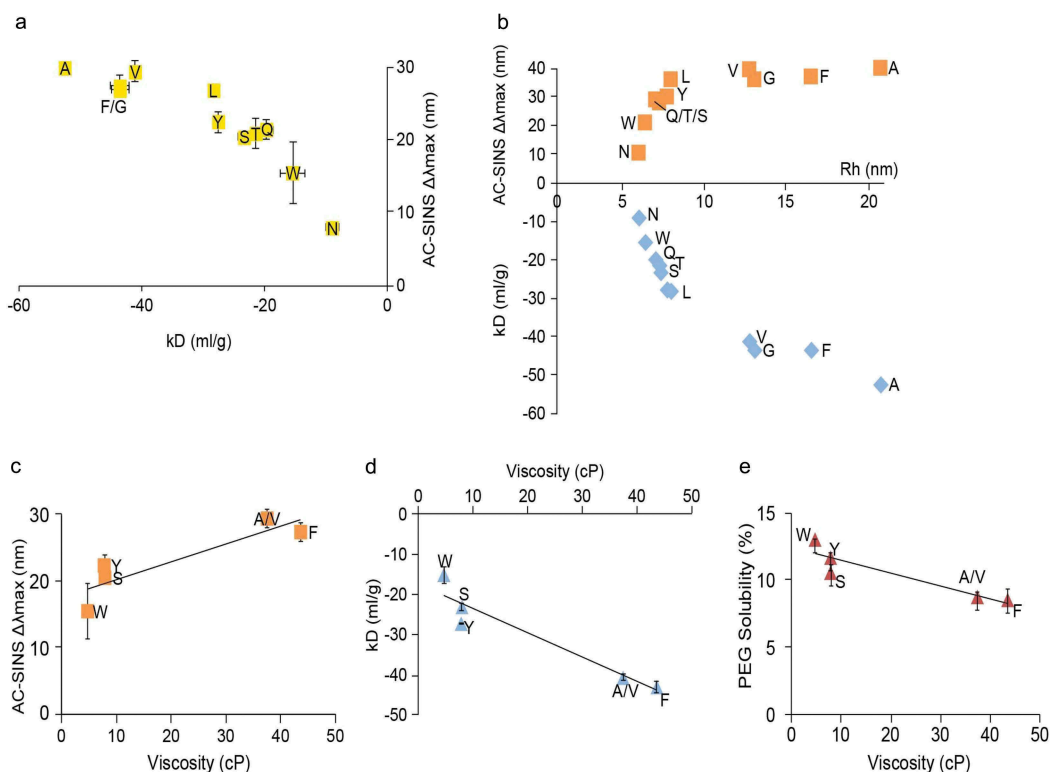 a
A
V
F/G
L
Y
S T Q
W
N
30
20
10
0
AC-SINS Δλmax (nm)
-60
-40
-20
0
kD (ml/g)
b
AC-SINS Δλmax (nm)
40
30
20
10
0
V
G
F
A
L
Y
Q/T/S
W
N
Rh (nm)
0
5
10
15
20
kD (ml/g)
-10
-20
-30
-40
-50
-60
N
W
Q
T
S
L
V
G
F
A
c
AC-SINS Δλmax (nm)
30
20
10
0
A/V
F
Y
S
W
0
10
20
30
40
50
Viscosity (cP)
d
Viscosity (cP)
0
10
20
30
40
50
kD (ml/g)
0
-10
-20
-30
-40
-50
W
S
Y
A/V
F
e
PEG Solubility (%)
15
10
5
0
W
Y
S
A/V
F
0
10
20
30
40
50
Viscosity (cP)